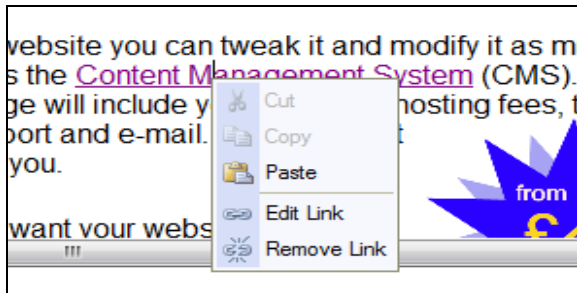 website you can tweak it and modify it as m
s the Content Management System (CMS).
ge will include y hosting fees, t
port and e-mail. t
you.
want your webs
Cut
Copy
Paste
Edit Link
Remove Link
from
£